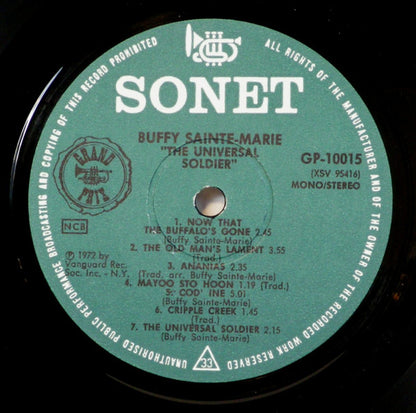 ALL RIGHTS OF THE MANUFACTURER AND OF THE OWNER OF THE RECORDED WORK RESERVED
UNAUTHORISED PUBLIC PERFORMANCE BROADCASTING AND COPYING OF THIS RECORD PROHIBITED
SONET
BUFFY SAINTE-MARIE
"THE UNIVERSAL
SOLDIER"
GP-10015
(XSV 95416)
MONO/STEREO
GRAND
PRIX
NCB
℗ 1972 by
Vanguard Rec.
Soc. Inc. - N.Y.
1. NOW THAT
THE BUFFALO'S GONE 2.45
(Buffy Sainte-Marie)
2. THE OLD MAN'S LAMENT 3.55
(Trad.)
3. ANANIAS 2.35
(Trad. arr. Buffy Sainte-Marie)
4. MAYOO STO HOON 1.19 (Trad.)
5. COD' INE 5.01
(Buffy Sainte-Marie)
6. CRIPPLE CREEK 1.45
(Trad.)
7. THE UNIVERSAL SOLDIER 2.15
(Buffy Sainte-Marie)
33